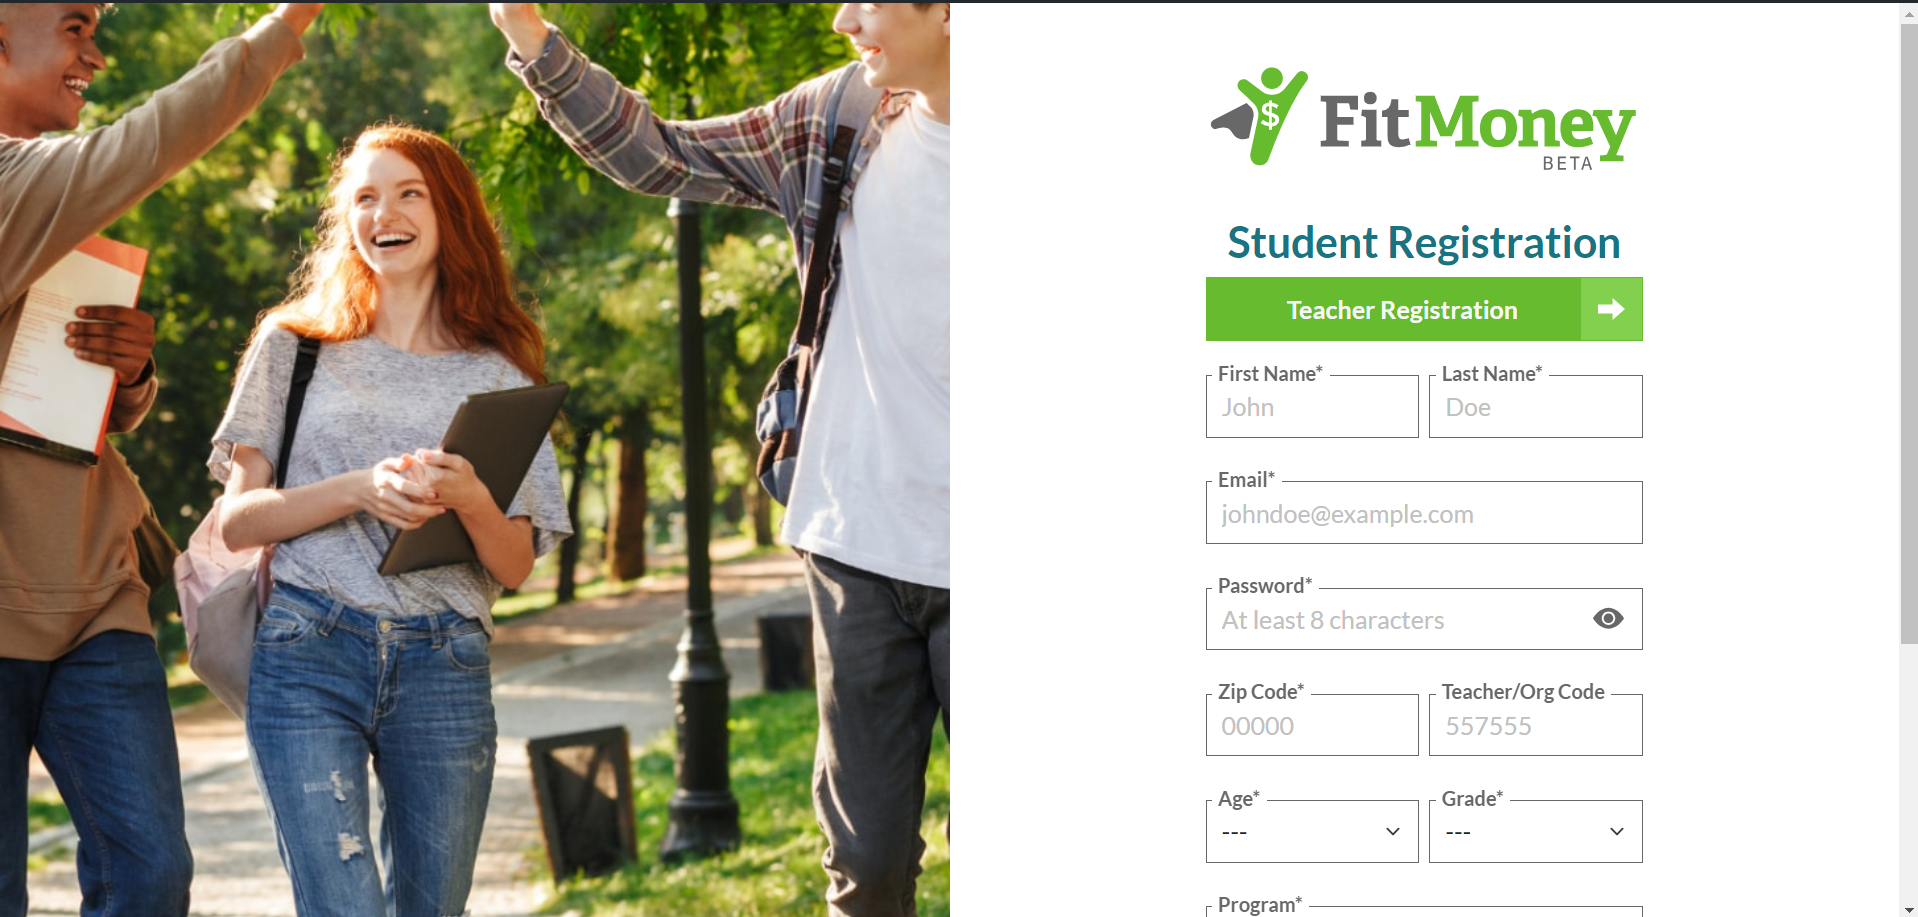 $
FitMoney
BETA
Student Registration
Teacher Registration
First Name*
Last Name*
John
Doe
Email*
johndoe@example.com
Password*
At least 8 characters
Zip Code*
Teacher/Org Code
00000
557555
Age*
Grade*
---
---
Program*